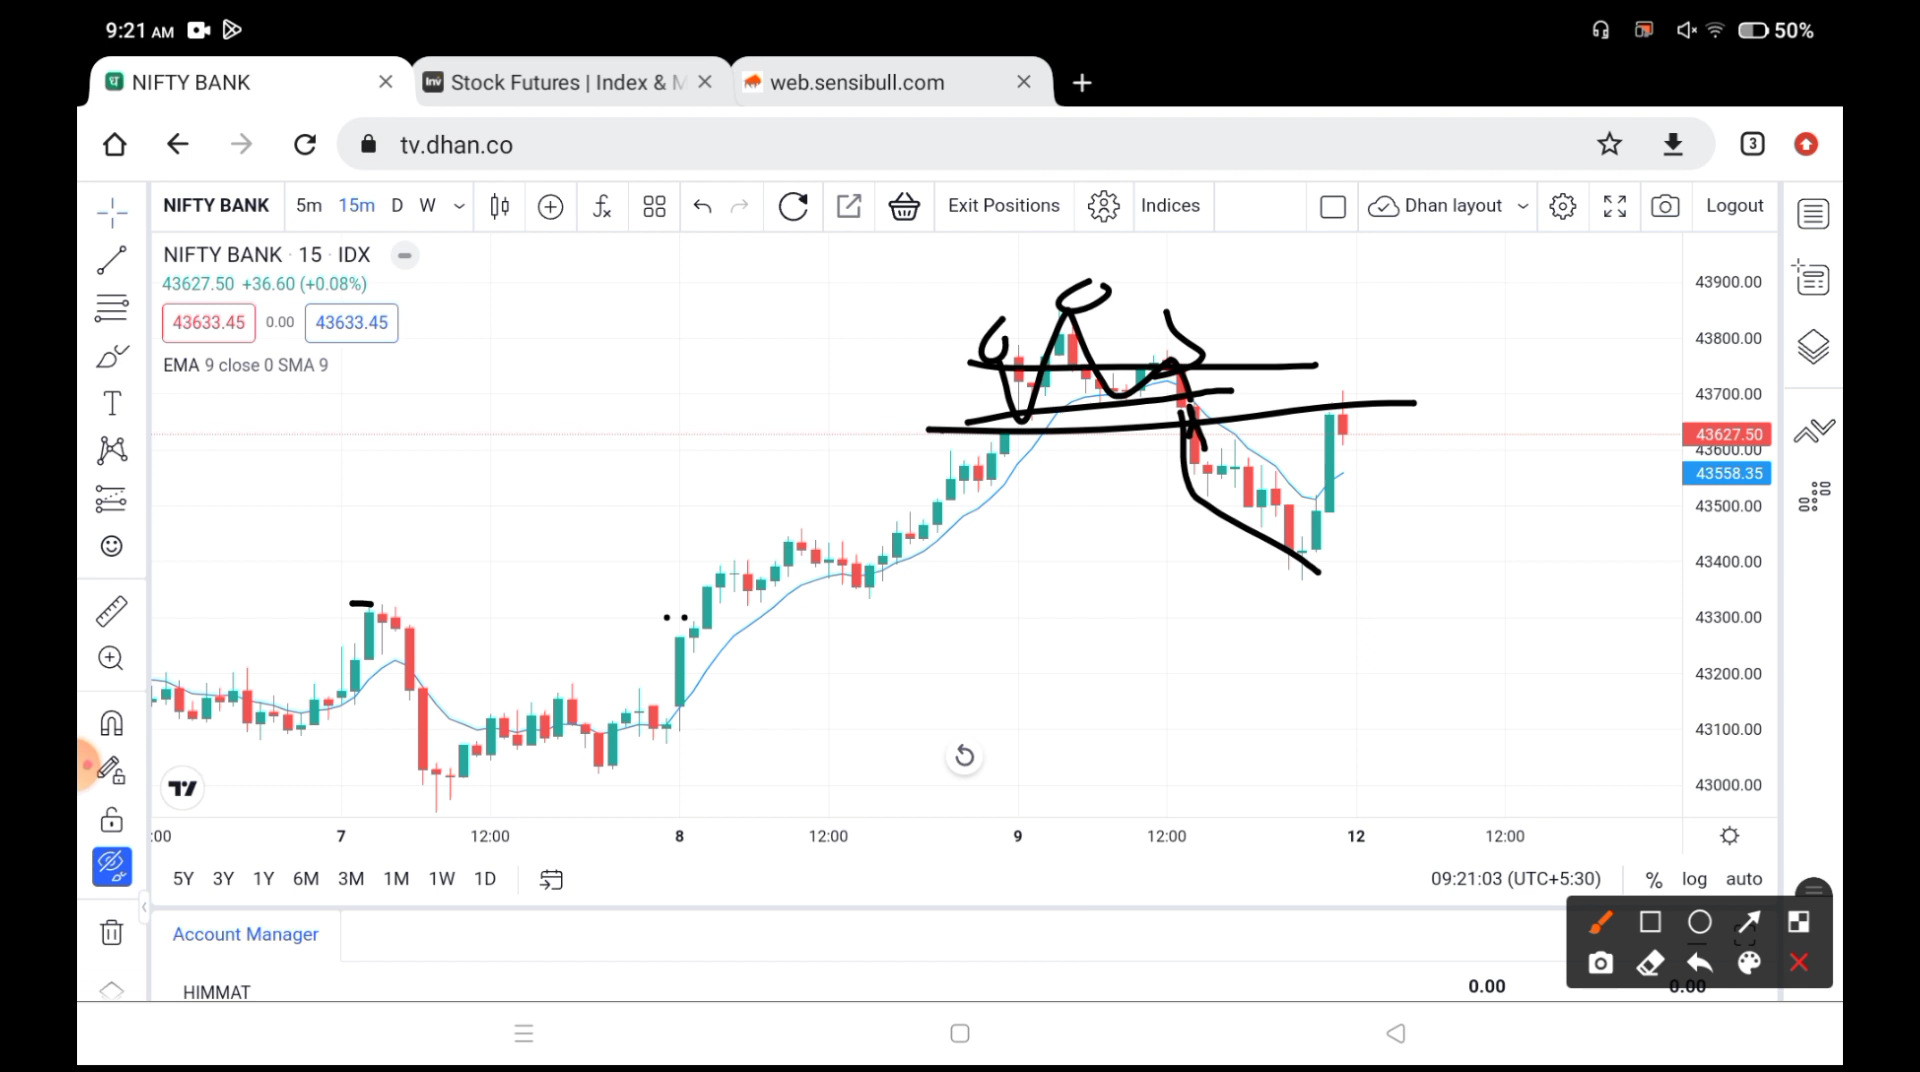 9:21 AM
50%
NIFTY BANK
Stock Futures | Index & M
web.sensibull.com
tv.dhan.co
3
NIFTY BANK 5m 15m D W Exit Positions Indices Dhan layout Logout
NIFTY BANK · 15 · IDX
43627.50 +36.60 (+0.08%)
43633.45 0.00 43633.45
EMA 9 close 0 SMA 9
43900.00
43800.00
43700.00
43627.50
43600.00
43558.35
43500.00
43400.00
43300.00
43200.00
43100.00
43000.00
:00 7 12:00 8 12:00 9 12:00 12 12:00
5Y 3Y 1Y 6M 3M 1M 1W 1D 09:21:03 (UTC+5:30) % log auto
Account Manager
HIMMAT 0.00 0.00